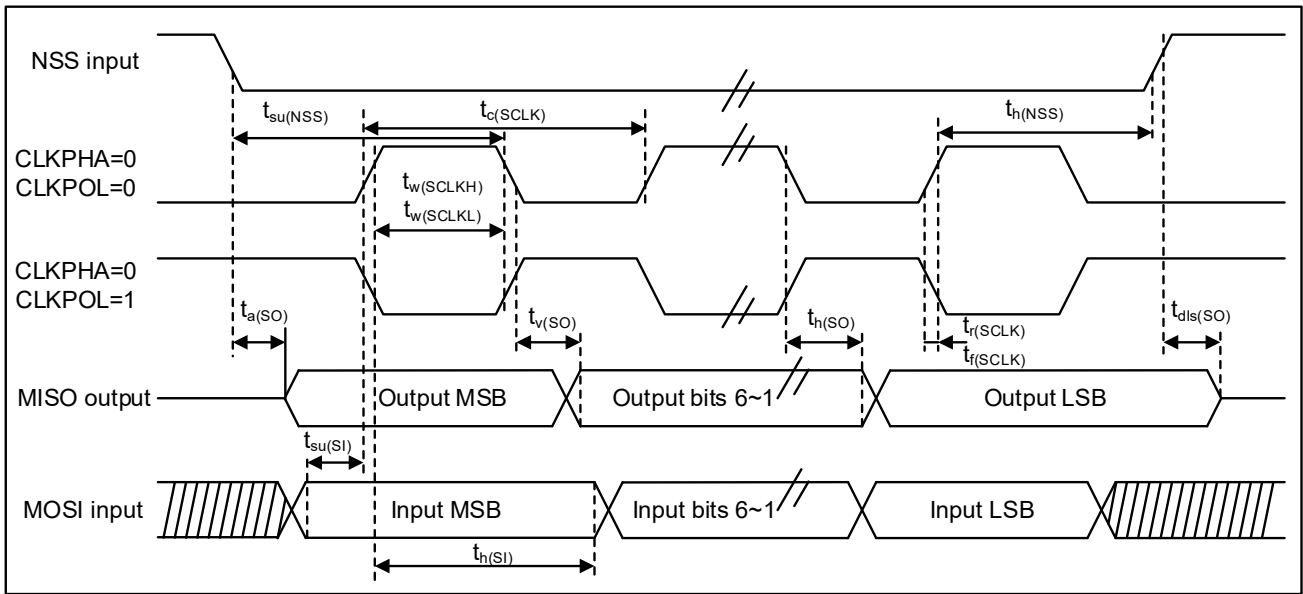 NSS input
tsu(NSS)
tc(SCLK)
th(NSS)
CLKPHA=0
CLKPOL=0
tw(SCLKH)
tw(SCLKL)
CLKPHA=0
CLKPOL=1
ta(SO)
tv(SO)
th(SO)
tr(SCLK)
tf(SCLK)
tdis(SO)
MISO output
Output MSB
Output bits 6~1
Output LSB
tsu(SI)
MOSI input
Input MSB
Input bits 6~1
Input LSB
th(SI)